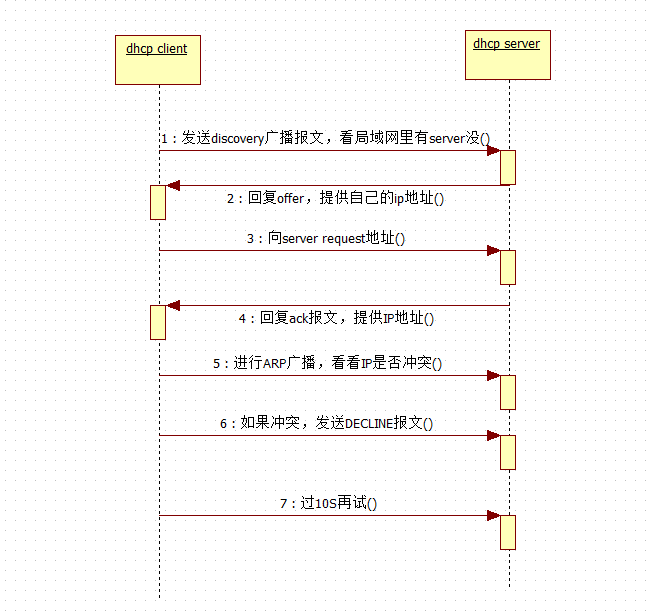 dhcp client
dhcp server
1：发送discovery广播报文，看局域网里有server没()
2：回复offer，提供自己的ip地址()
3：向server request地址()
4：回复ack报文，提供IP地址()
5：进行ARP广播，看看IP是否冲突()
6：如果冲突，发送DECLINE报文()
7：过10S再试()